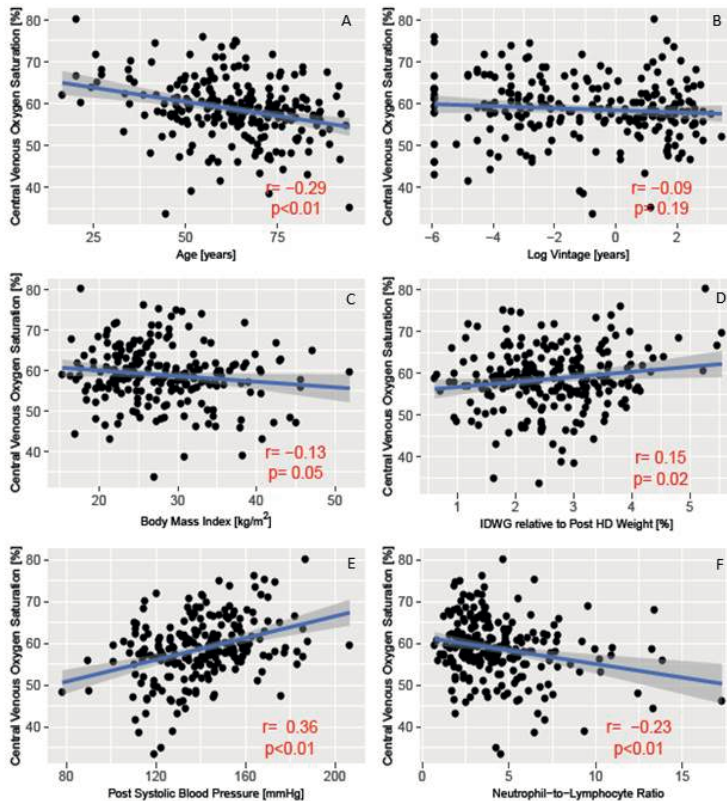 A
Central Venous Oxygen Saturation [%]
80
70
60
50
40
r= −0.29
p<0.01
25
50
75
Age [years]
B
Central Venous Oxygen Saturation [%]
80
70
60
50
40
r= −0.09
p= 0.19
−6
−4
−2
0
2
Log Vintage [years]
C
Central Venous Oxygen Saturation [%]
80
70
60
50
40
r= −0.13
p= 0.05
20
30
40
50
Body Mass Index [kg/m²]
D
Central Venous Oxygen Saturation [%]
80
70
60
50
40
r= 0.15
p= 0.02
1
2
3
4
5
IDWG relative to Post HD Weight [%]
E
Central Venous Oxygen Saturation [%]
80
70
60
50
40
r= 0.36
p<0.01
80
120
160
200
Post Systolic Blood Pressure [mmHg]
F
Central Venous Oxygen Saturation [%]
80
70
60
50
40
r= −0.23
p<0.01
0
5
10
15
Neutrophil-to-Lymphocyte Ratio